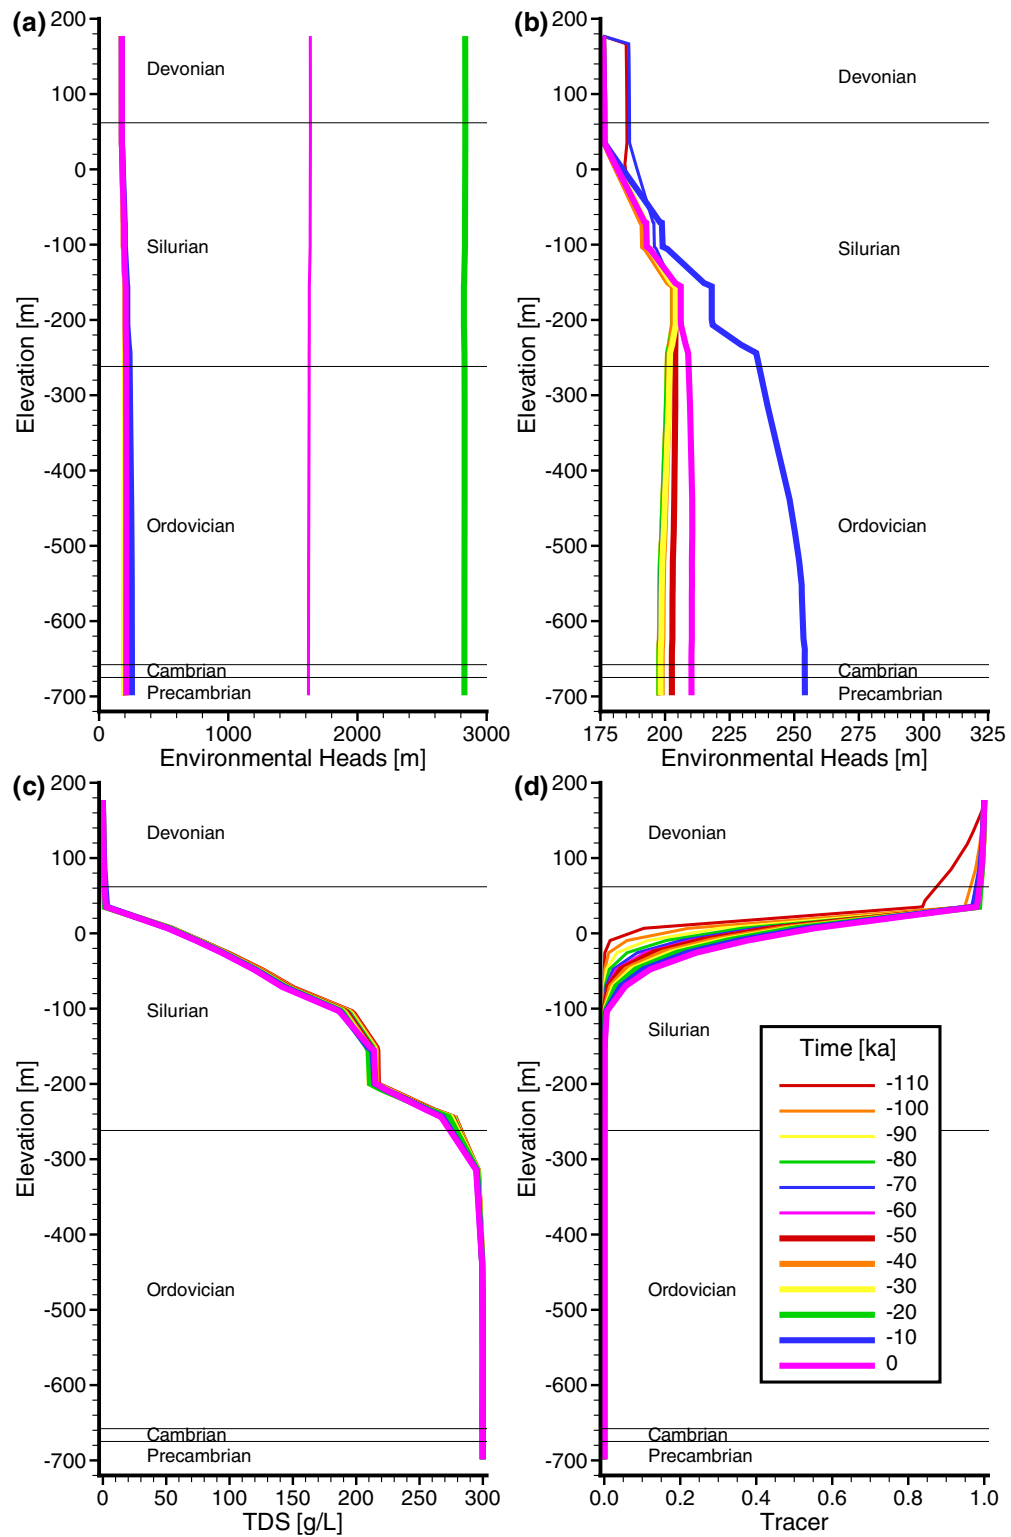 (a)
200
100
0
-100
-200
-300
-400
-500
-600
-700
Elevation [m]
Devonian
Silurian
Ordovician
Cambrian
Precambrian
0
1000
2000
3000
Environmental Heads [m]
(b)
200
100
0
-100
-200
-300
-400
-500
-600
-700
Elevation [m]
Devonian
Silurian
Ordovician
Cambrian
Precambrian
175
200
225
250
275
300
325
Environmental Heads [m]
(c)
200
100
0
-100
-200
-300
-400
-500
-600
-700
Elevation [m]
Devonian
Silurian
Ordovician
Cambrian
Precambrian
0
50
100
150
200
250
300
TDS [g/L]
(d)
200
100
0
-100
-200
-300
-400
-500
-600
-700
Elevation [m]
Devonian
Silurian
Ordovician
Cambrian
Precambrian
0.0
0.2
0.4
0.6
0.8
1.0
Tracer
Time [ka]
-110
-100
-90
-80
-70
-60
-50
-40
-30
-20
-10
0